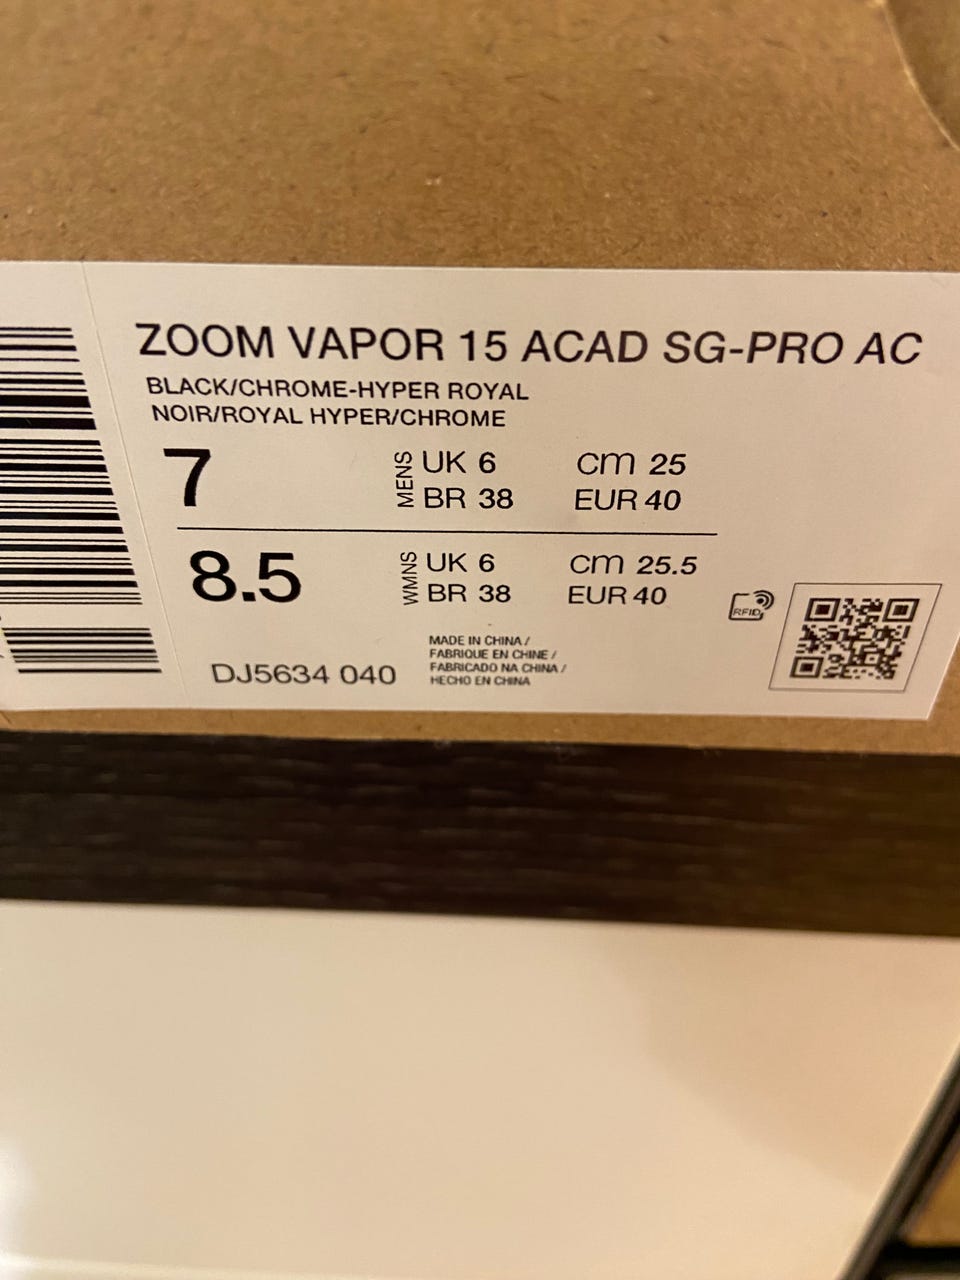 ZOOM VAPOR 15 ACAD SG-PRO AC
BLACK/CHROME-HYPER ROYAL
NOIR/ROYAL HYPER/CHROME
7 MENS UK 6 CM 25
BR 38 EUR 40
8.5 WMNS UK 6 CM 25.5
BR 38 EUR 40
RFID
MADE IN CHINA /
FABRIQUE EN CHINE /
FABRICADO NA CHINA /
HECHO EN CHINA
DJ5634 040